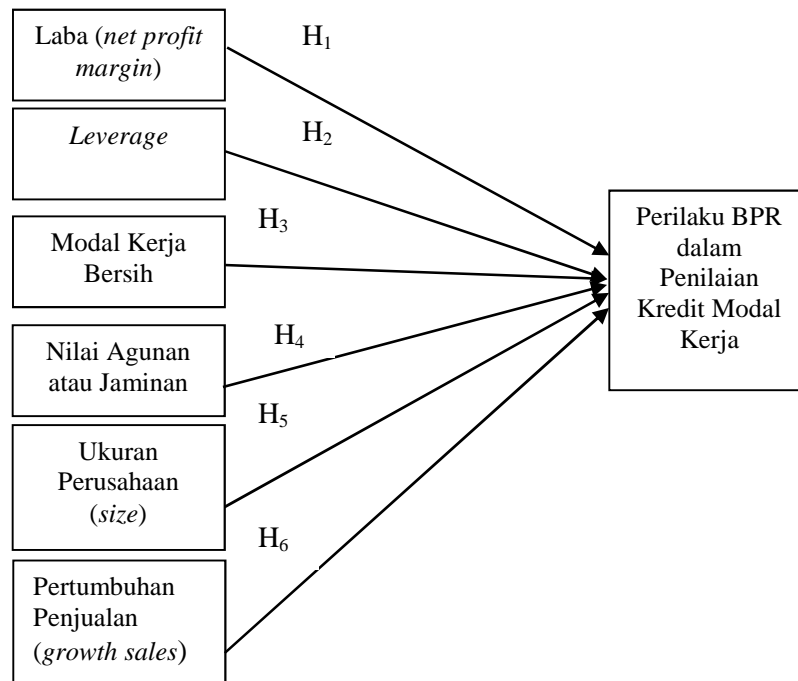 Laba (net profit
margin)
H1
Leverage
H2
Modal Kerja
Bersih
H3
Nilai Agunan
atau Jaminan
H4
Ukuran
Perusahaan
(size)
H5
Pertumbuhan
Penjualan
(growth sales)
H6
Perilaku BPR
dalam
Penilaian
Kredit Modal
Kerja